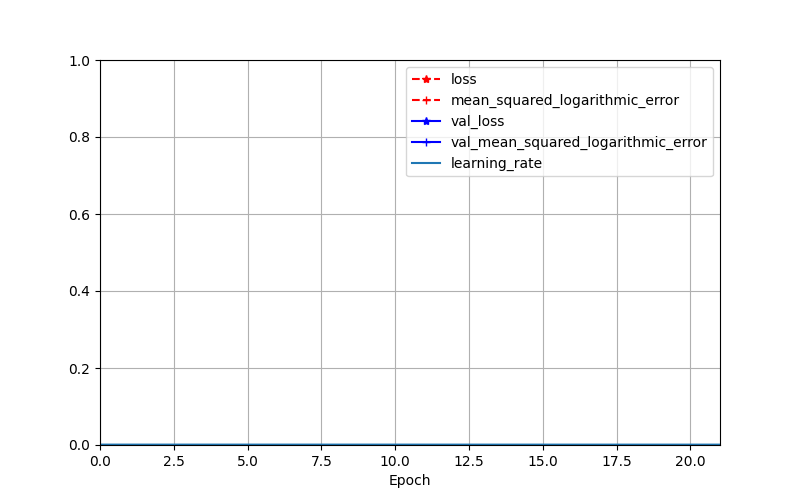 1.0
0.8
0.6
0.4
0.2
0.0
loss
mean_squared_logarithmic_error
val_loss
val_mean_squared_logarithmic_error
learning_rate
0.0 2.5 5.0 7.5 10.0 12.5 15.0 17.5 20.0
Epoch